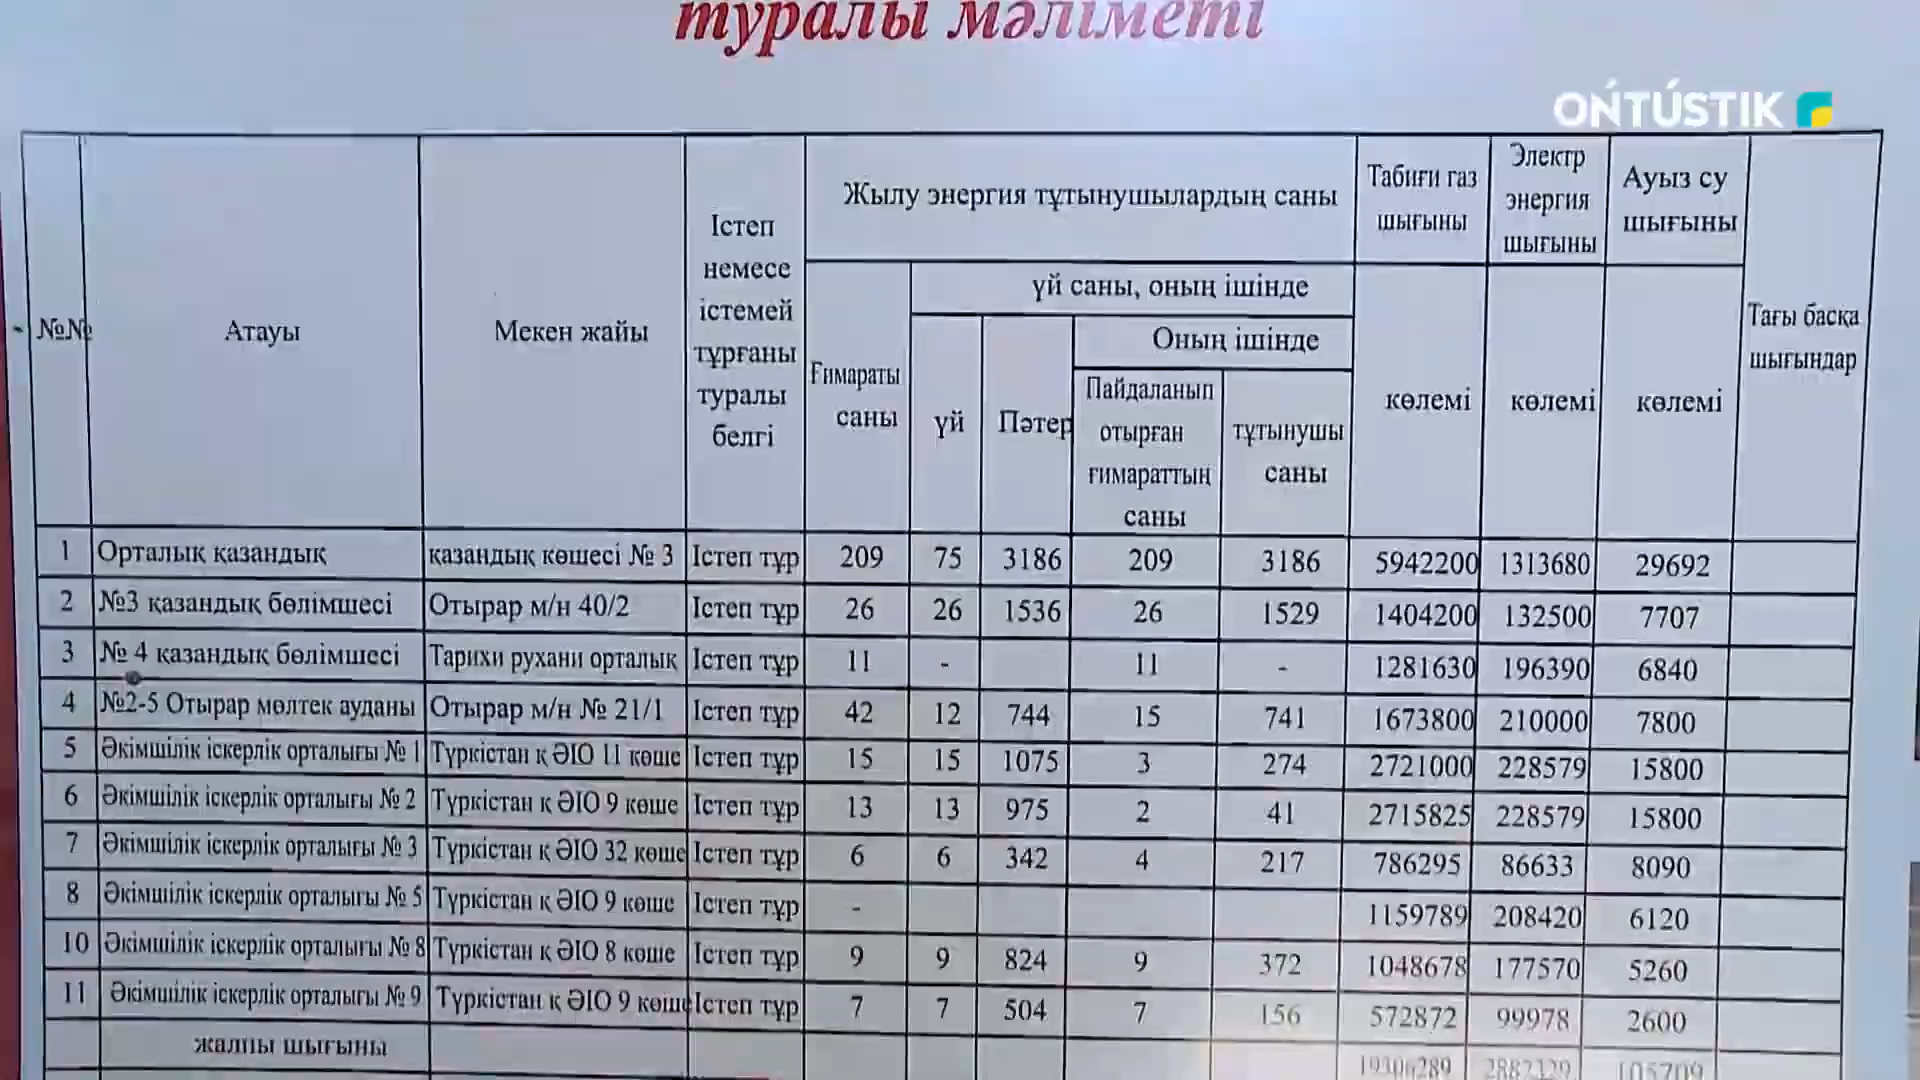 туралы мәліметі
OŃTÚSTIK
№№
Атауы
Мекен жайы
Істеп
немесе
істемей
тұрғаны
туралы
белгі
Жылу энергия тұтынушылардың саны
Ғимараты
саны
үй саны, оның ішінде
үй
Пәтер
Оның ішінде
Пайдаланып
отырған
ғимараттың
саны
тұтынушы
саны
Табиғи газ
шығыны
көлемі
Электр
энергия
шығыны
көлемі
Ауыз су
шығыны
көлемі
Тағы басқа
шығындар
1 Орталық қазандық қазандық көшесі № 3 Істеп тұр 209 75 3186 209 3186 5942200 1313680 29692
2 №3 қазандық бөлімшесі Отырар м/н 40/2 Істеп тұр 26 26 1536 26 1529 1404200 132500 7707
3 № 4 қазандық бөлімшесі Тарихи рухани орталық Істеп тұр 11 - 11 - 1281630 196390 6840
4 №2-5 Отырар мөлтек ауданы Отырар м/н № 21/1 Істеп тұр 42 12 744 15 741 1673800 210000 7800
5 Әкімшілік іскерлік орталығы № 1 Түркістан қ ӘІО 11 көше Істеп тұр 15 15 1075 3 274 2721000 228579 15800
6 Әкімшілік іскерлік орталығы № 2 Түркістан қ ӘІО 9 көше Істеп тұр 13 13 975 2 41 2715825 228579 15800
7 Әкімшілік іскерлік орталығы № 3 Түркістан қ ӘІО 32 көше Істеп тұр 6 6 342 4 217 786295 86633 8090
8 Әкімшілік іскерлік орталығы № 5 Түркістан қ ӘІО 9 көше Істеп тұр - 1159789 208420 6120
10 Әкімшілік іскерлік орталығы № 8 Түркістан қ ӘІО 8 көше Істеп тұр 9 9 824 9 372 1048678 177570 5260
11 Әкімшілік іскерлік орталығы № 9 Түркістан қ ӘІО 9 көше Істеп тұр 7 7 504 7 156 572872 99978 2600
жалпы шығыны 19306289 2882329 105709